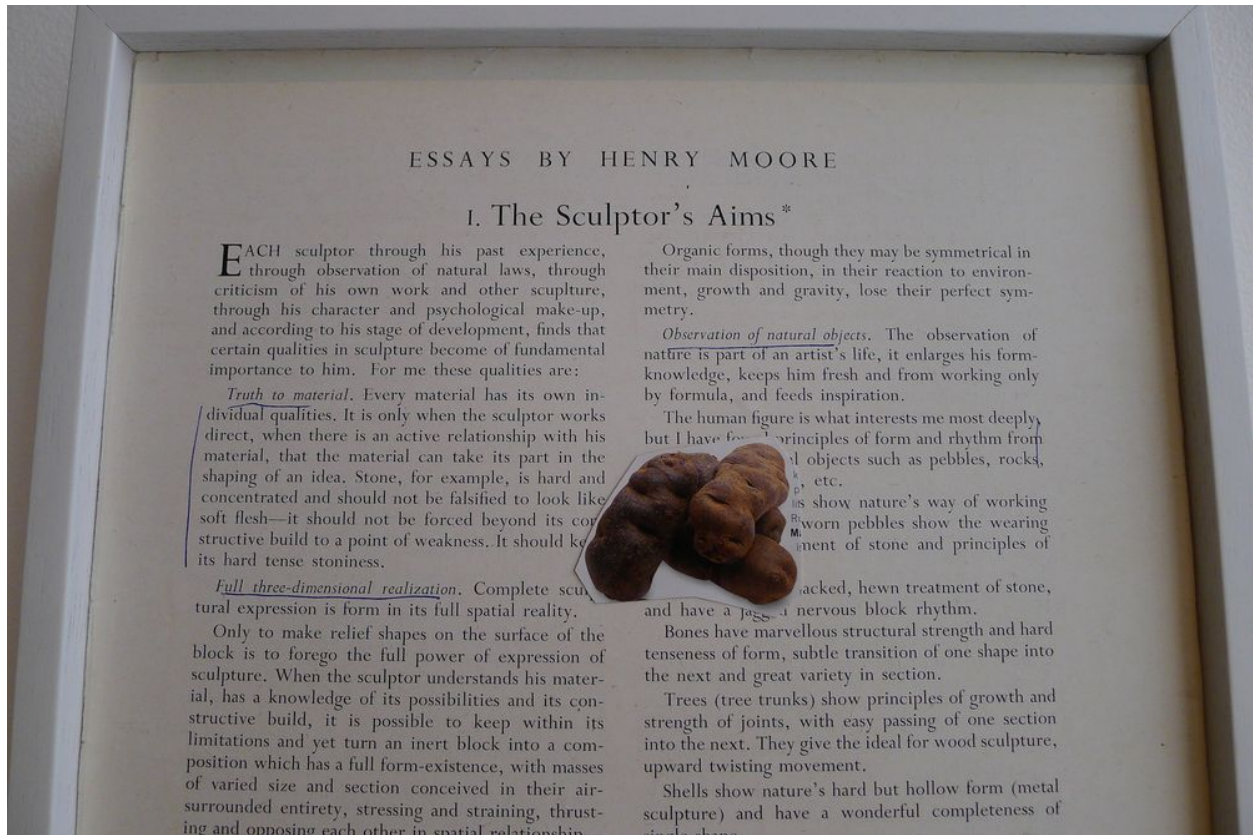 ESSAYS BY HENRY MOORE
I. The Sculptor's Aims*
EACH sculptor through his past experience,
through observation of natural laws, through
criticism of his own work and other scuplture,
through his character and psychological make-up,
and according to his stage of development, finds that
certain qualities in sculpture become of fundamental
importance to him. For me these qualities are:
Truth to material. Every material has its own in-
dividual qualities. It is only when the sculptor works
direct, when there is an active relationship with his
material, that the material can take its part in the
shaping of an idea. Stone, for example, is hard and
concentrated and should not be falsified to look like
soft flesh—it should not be forced beyond its con
structive build to a point of weakness. It should ke
its hard tense stoniness.
Full three-dimensional realization. Complete scul
tural expression is form in its full spatial reality.
Only to make relief shapes on the surface of the
block is to forego the full power of expression of
sculpture. When the sculptor understands his mater-
ial, has a knowledge of its possibilities and its con-
structive build, it is possible to keep within its
limitations and yet turn an inert block into a com-
position which has a full form-existence, with masses
of varied size and section conceived in their air-
surrounded entirety, stressing and straining, thrust-
ing and opposing each other in spatial relationship
Organic forms, though they may be symmetrical in
their main disposition, in their reaction to environ-
ment, growth and gravity, lose their perfect sym-
metry.
Observation of natural objects. The observation of
nature is part of an artist's life, it enlarges his form-
knowledge, keeps him fresh and from working only
by formula, and feeds inspiration.
The human figure is what interests me most deeply,
but I have principles of form and rhythm from
objects such as pebbles, rocks,
, etc.
show nature's way of working
worn pebbles show the wearing
ment of stone and principles of
acked, hewn treatment of stone,
and have a nervous block rhythm.
Bones have marvellous structural strength and hard
tenseness of form, subtle transition of one shape into
the next and great variety in section.
Trees (tree trunks) show principles of growth and
strength of joints, with easy passing of one section
into the next. They give the ideal for wood sculpture,
upward twisting movement.
Shells show nature's hard but hollow form (metal
sculpture) and have a wonderful completeness of